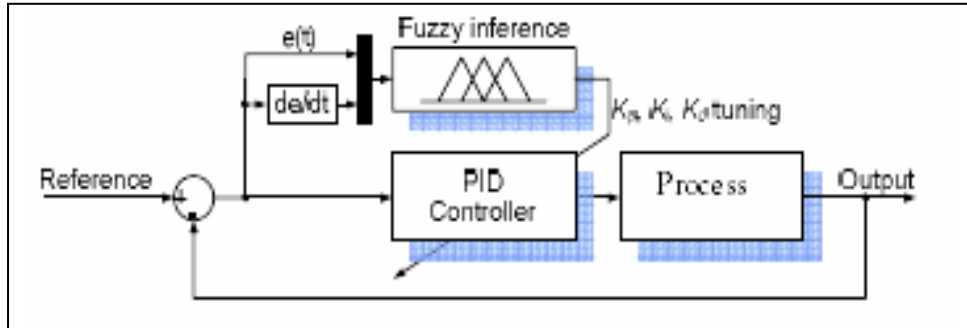 Fuzzy inference
e(t)
de/dt
Kp, Ki, Kd tuning
Reference
+
-
PID
Controller
Process
Output